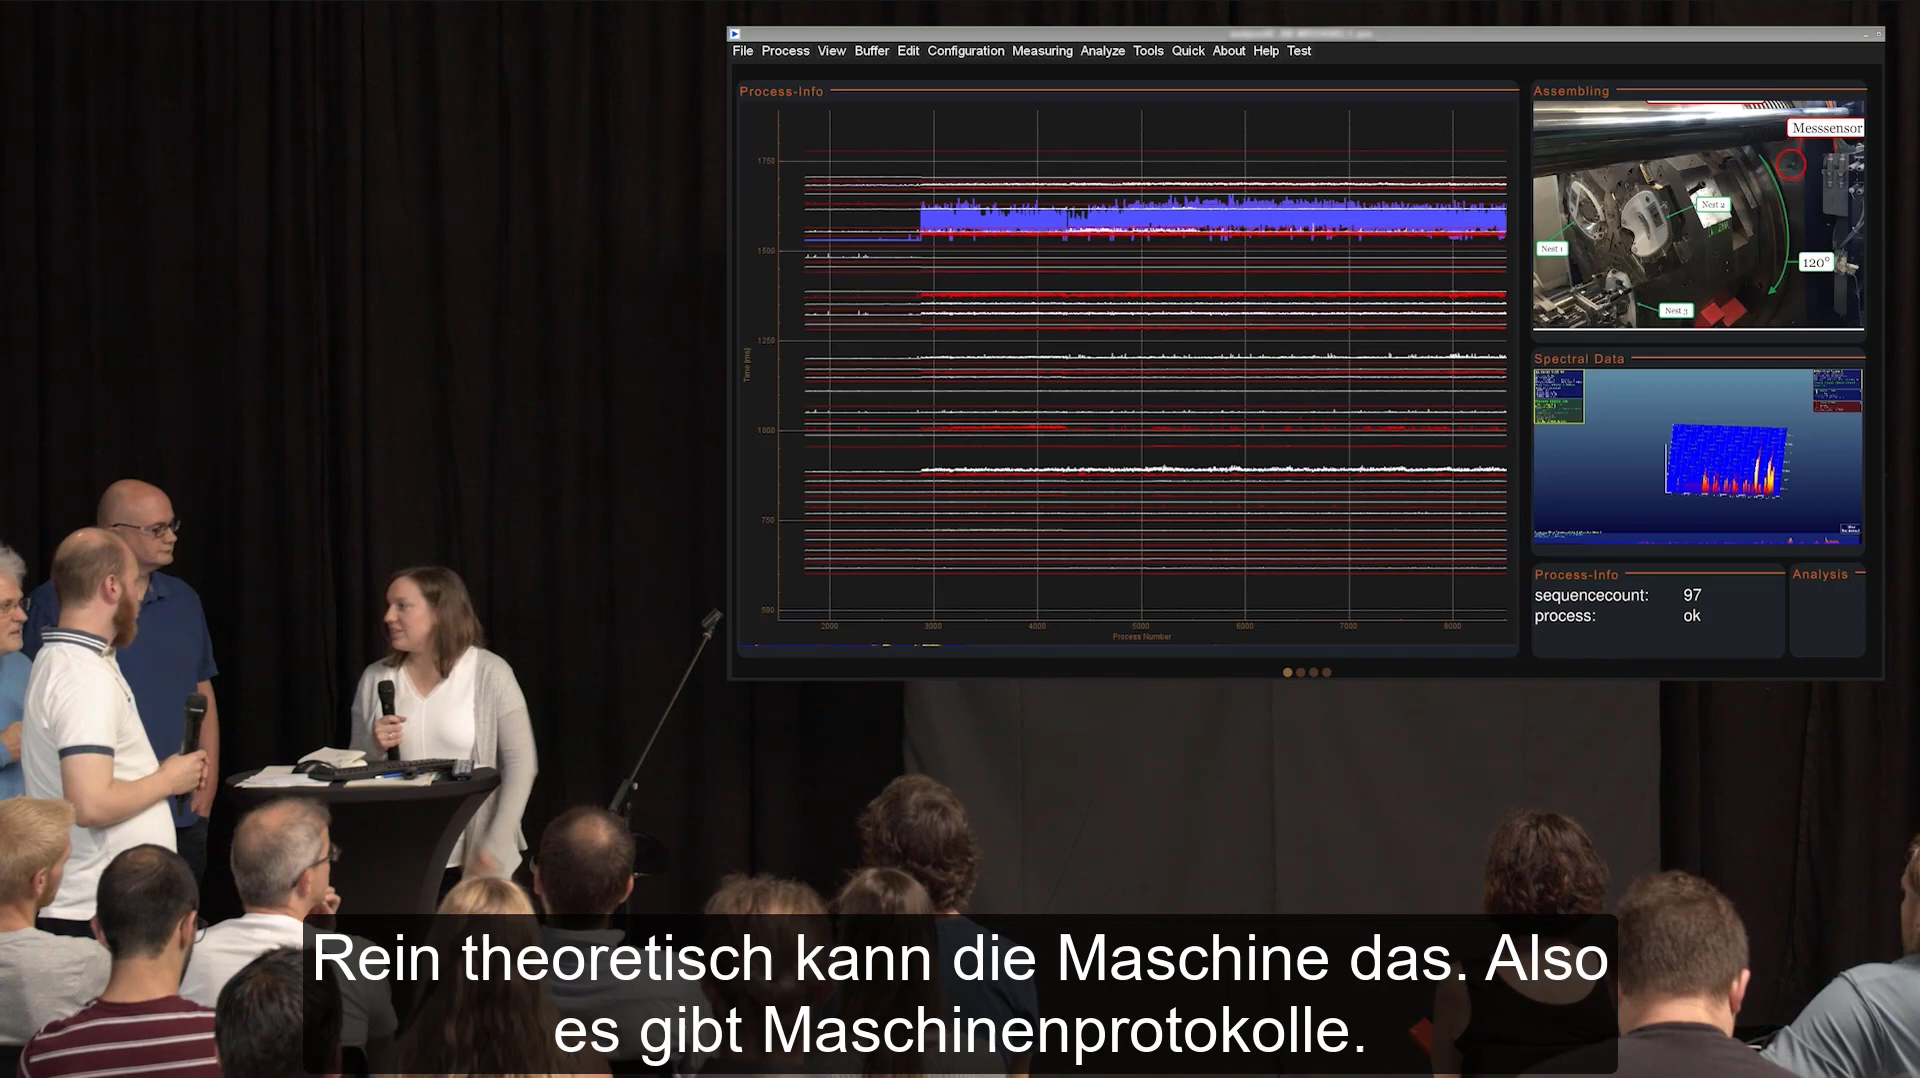 File Process View Buffer Edit Configuration Measuring Analyze Tools Quick About Help Test
Process-Info
1750
1500
1250
1000
750
500
Time [ms]
2000 3000 4000 5000 6000 7000 8000
Process Number
Assembling
Messsensor
Nest 2
Nest 1
120°
Nest 3
Spectral Data
Process-Info
sequencecount: 97
process: ok
Analysis
Rein theoretisch kann die Maschine das. Also
es gibt Maschinenprotokolle.